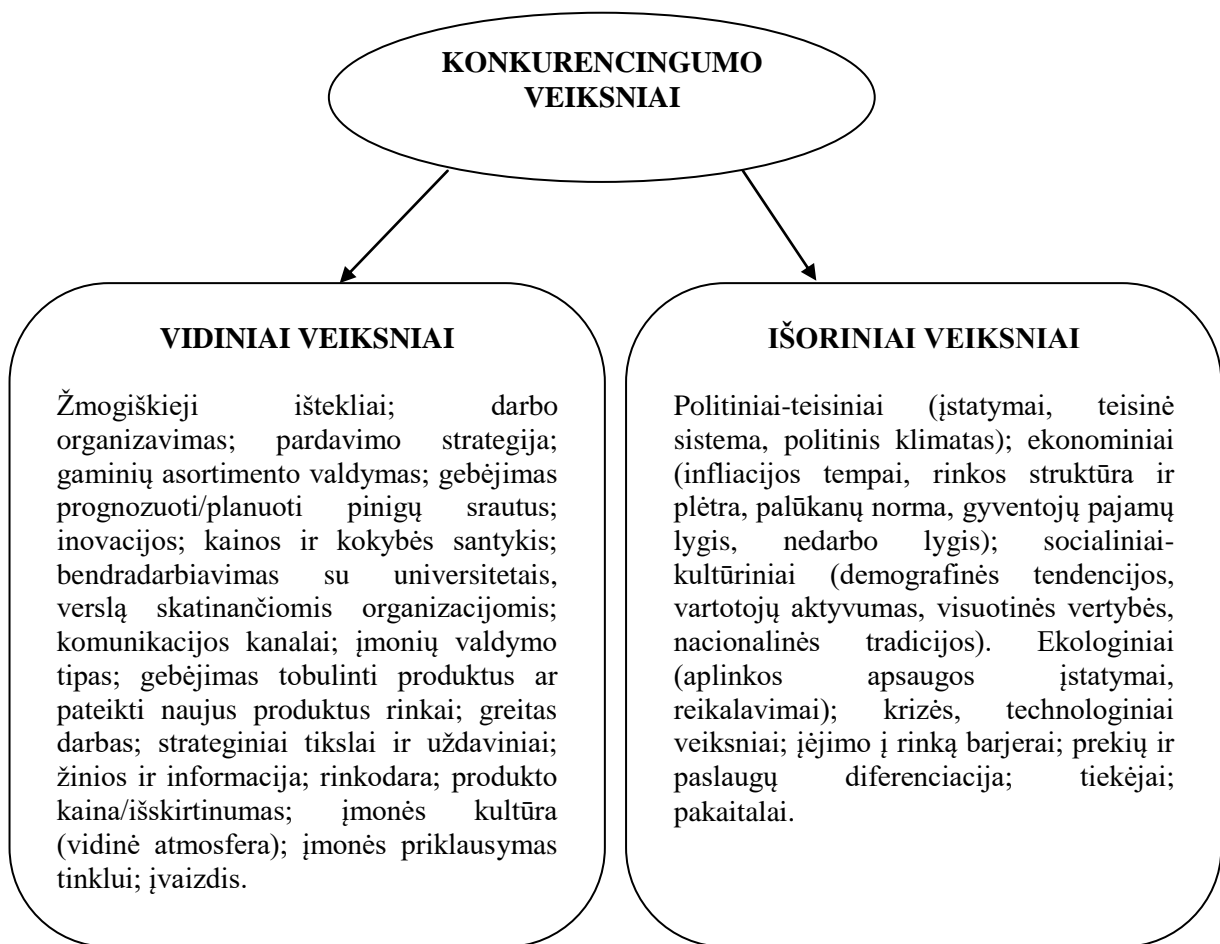 KONKURENCINGUMO
VEIKSNIAI
VIDINIAI VEIKSNIAI
Žmogiškieji ištekliai; darbo
organizavimas; pardavimo strategija;
gaminių asortimento valdymas; gebėjimas
prognozuoti/planuoti pinigų srautus;
inovacijos; kainos ir kokybės santykis;
bendradarbiavimas su universitetais,
verslą skatinančiomis organizacijomis;
komunikacijos kanalai; įmonių valdymo
tipas; gebėjimas tobulinti produktus ar
pateikti naujus produktus rinkai; greitas
darbas; strateginiai tikslai ir uždaviniai;
žinios ir informacija; rinkodara; produkto
kaina/išskirtinumas; įmonės kultūra
(vidinė atmosfera); įmonės priklausymas
tinklui; įvaizdis.
IŠORINIAI VEIKSNIAI
Politiniai-teisiniai (įstatymai, teisinė
sistema, politinis klimatas); ekonominiai
(infliacijos tempai, rinkos struktūra ir
plėtra, palūkanų norma, gyventojų pajamų
lygis, nedarbo lygis); socialiniai-
kultūriniai (demografinės tendencijos,
vartotojų aktyvumas, visuotinės vertybės,
nacionalinės tradicijos). Ekologiniai
(aplinkos apsaugos įstatymai,
reikalavimai); krizės, technologiniai
veiksniai; įėjimo į rinką barjerai; prekių ir
paslaugų diferenciacija; tiekėjai;
pakaitalai.